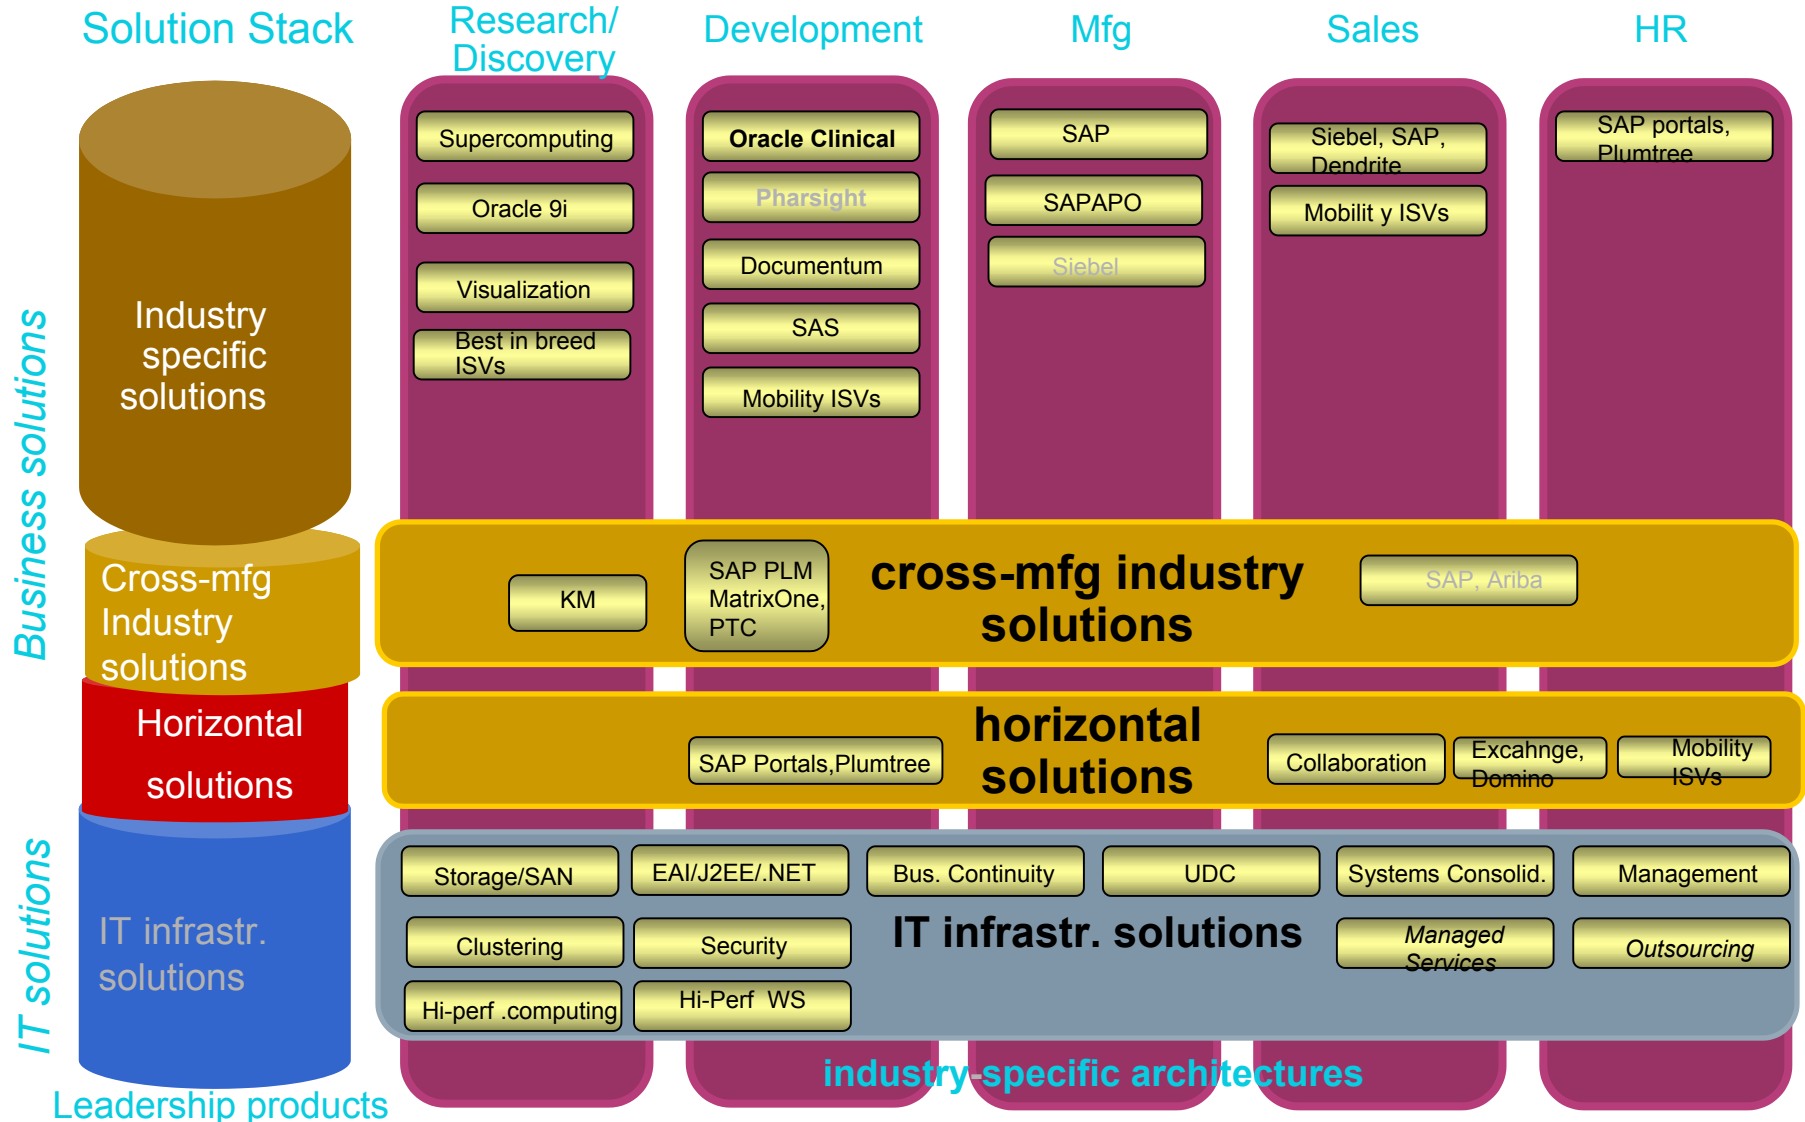 Solution Stack
Research/
Discovery
Development
Mfg
Sales
HR
Business solutions
IT solutions
Industry
specific
solutions
Cross-mfg
Industry
solutions
Horizontal
solutions
IT infrastr.
solutions
Leadership products
Supercomputing
Oracle 9i
Visualization
Best in breed
ISVs
Oracle Clinical
Pharsight
Documentum
SAS
Mobility ISVs
SAP
SAPAPO
Siebel
Siebel, SAP,
Dendrite
Mobilit y ISVs
SAP portals,
Plumtree
KM
SAP PLM
MatrixOne,
PTC
cross-mfg industry
solutions
SAP, Ariba
SAP Portals,Plumtree
horizontal
solutions
Collaboration
Excahnge,
Domino
Mobility
ISVs
Storage/SAN
EAI/J2EE/.NET
Bus. Continuity
UDC
Systems Consolid.
Management
Clustering
Security
IT infrastr. solutions
Managed
Services
Outsourcing
Hi-perf .computing
Hi-Perf WS
industry-specific architectures